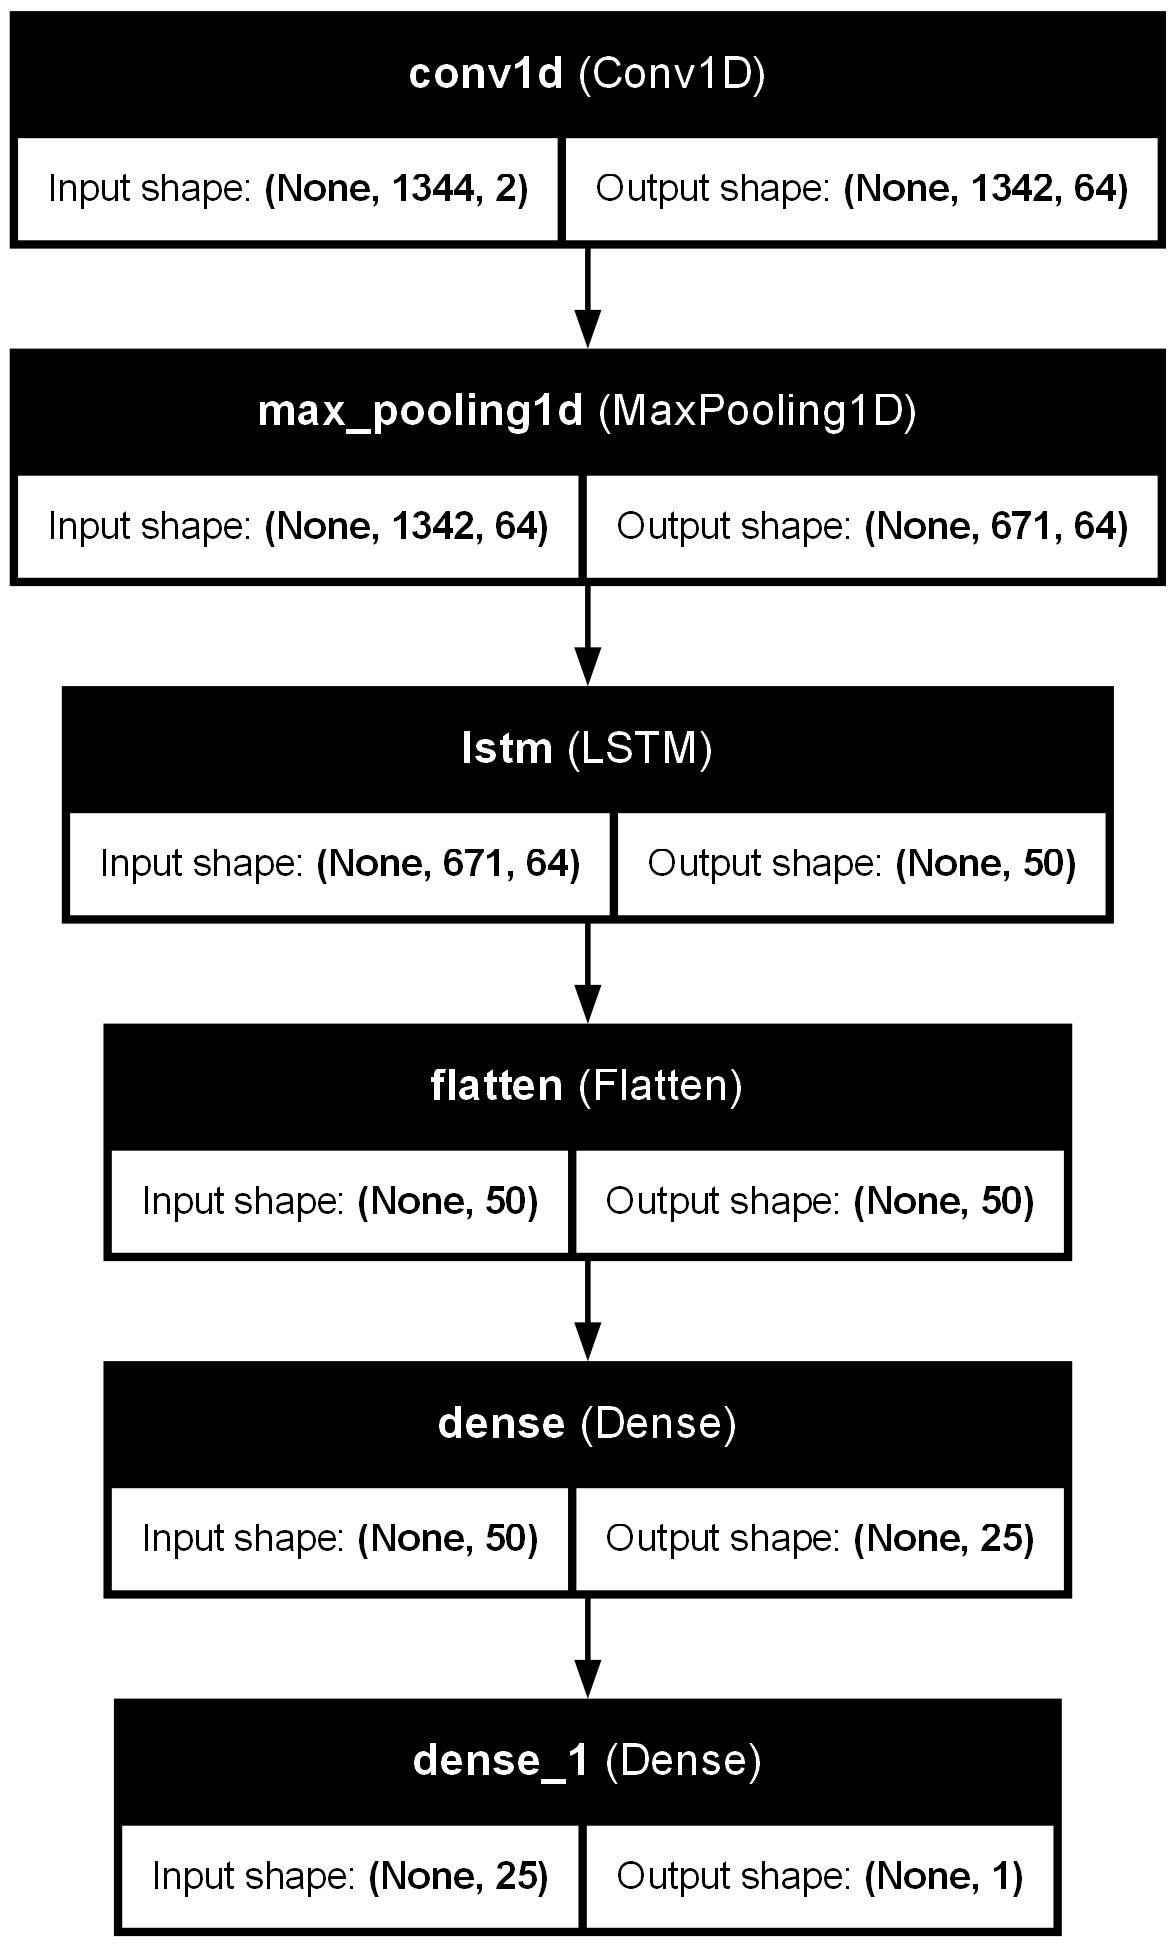 conv1d (Conv1D)
Input shape: (None, 1344, 2) Output shape: (None, 1342, 64)
max_pooling1d (MaxPooling1D)
Input shape: (None, 1342, 64) Output shape: (None, 671, 64)
lstm (LSTM)
Input shape: (None, 671, 64) Output shape: (None, 50)
flatten (Flatten)
Input shape: (None, 50) Output shape: (None, 50)
dense (Dense)
Input shape: (None, 50) Output shape: (None, 25)
dense_1 (Dense)
Input shape: (None, 25) Output shape: (None, 1)